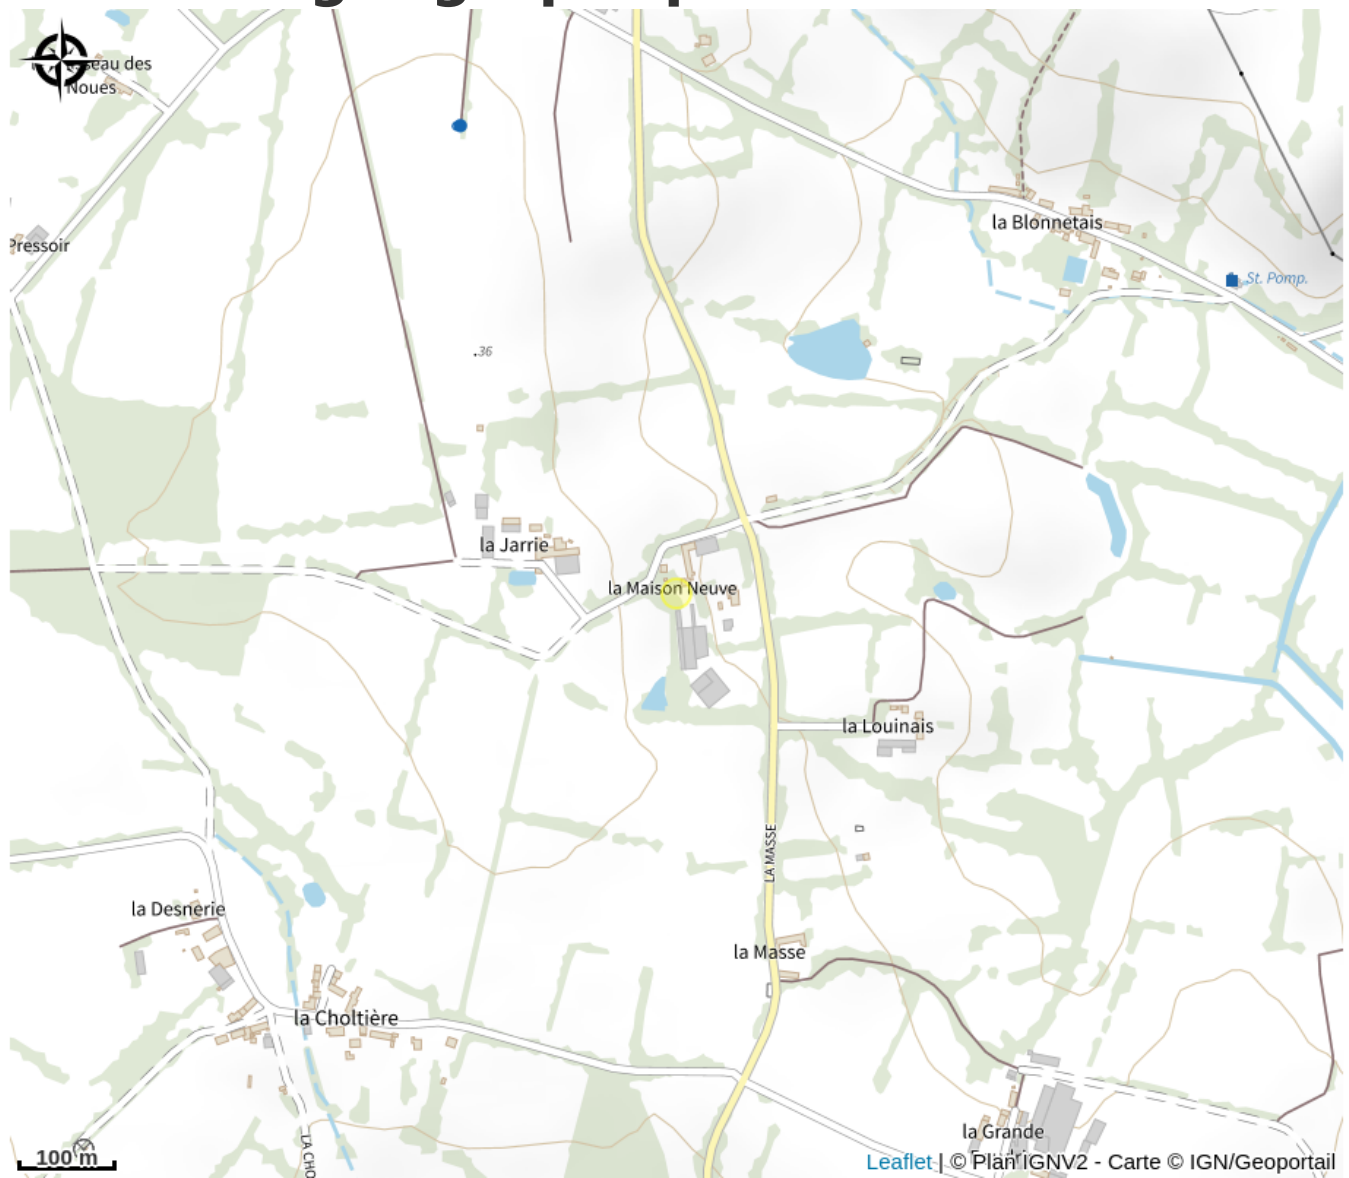 eau des
Noues
Pressoir
la Blonnetais
St. Pomp.
.36
la Jarrie
la Maison Neuve
la Louinais
LA MASSE
la Desnerie
la Masse
la Choltière
LA CHO
la Grande
100 m
Leaflet | © Plan IGNV2 - Carte © IGN/Geoportail